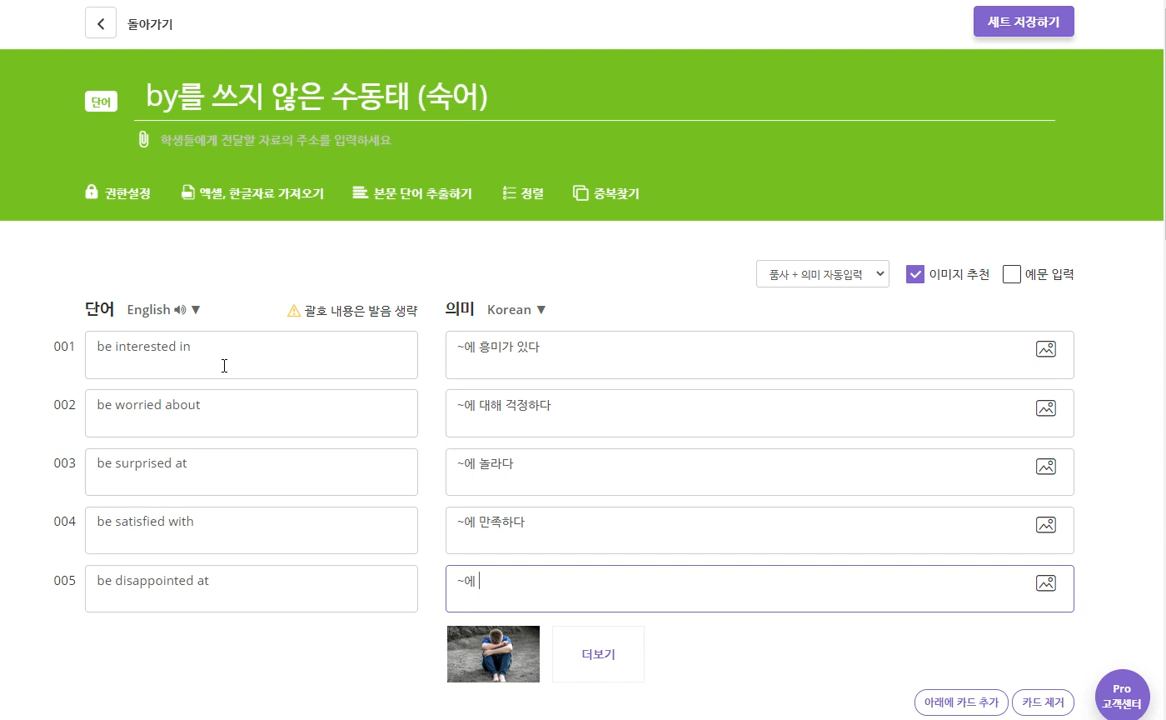 돌아가기
세트 저장하기
단어
by를 쓰지 않은 수동태 (숙어)
학생들에게 전달할 자료의 주소를 입력하세요
권한설정
엑셀, 한글자료 가져오기
본문 단어 추출하기
정렬
중복찾기
품사 + 의미 자동입력
이미지 추천
예문 입력
단어 English ▼
괄호 내용은 발음 생략
의미 Korean ▼
001 be interested in ~에 흥미가 있다
002 be worried about ~에 대해 걱정하다
003 be surprised at ~에 놀라다
004 be satisfied with ~에 만족하다
005 be disappointed at ~에
더보기
아래에 카드 추가
카드 제거
Pro
고객센터